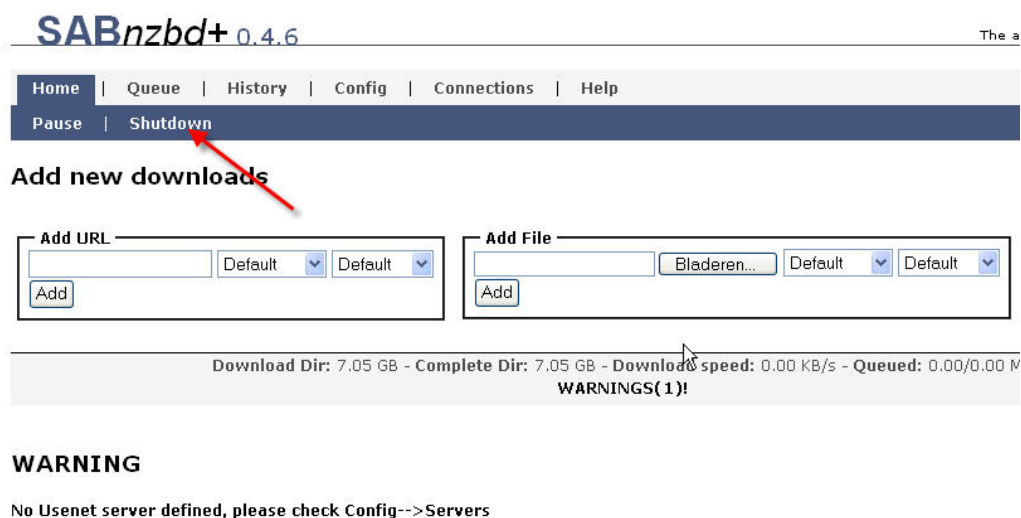 SABnzbd+ 0.4.6
The a
Home | Queue | History | Config | Connections | Help
Pause | Shutdown
Add new downloads
Add URL
Default Default
Add
Add File
Bladeren... Default Default
Add
Download Dir: 7.05 GB - Complete Dir: 7.05 GB - Download speed: 0.00 KB/s - Queued: 0.00/0.00 M
WARNINGS(1)!
WARNING
No Usenet server defined, please check Config-->Servers